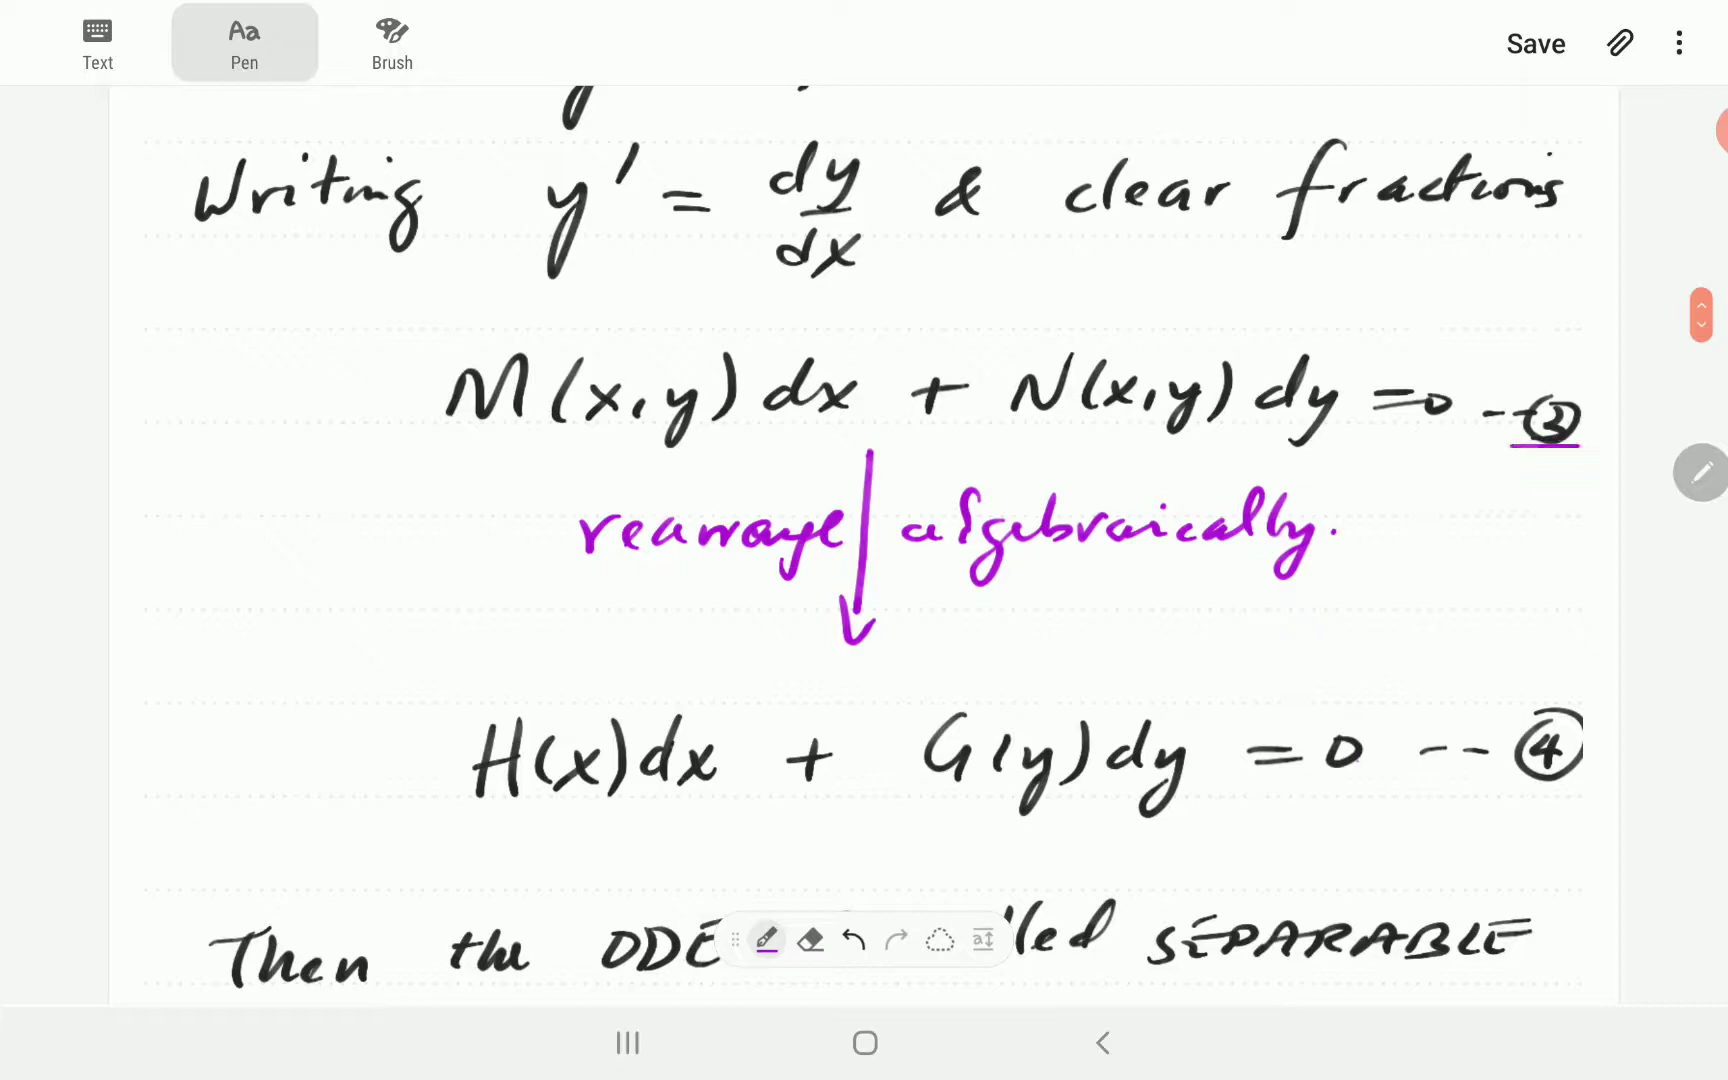 Text
Pen
Brush
Save
Writing y' = dy/dx & clear fractions
M(x,y)dx + N(x,y)dy =0 --③
rearrange algebraically.
H(x)dx + G(y)dy = 0 --- ④
Then the ODE lled SEPARABLE